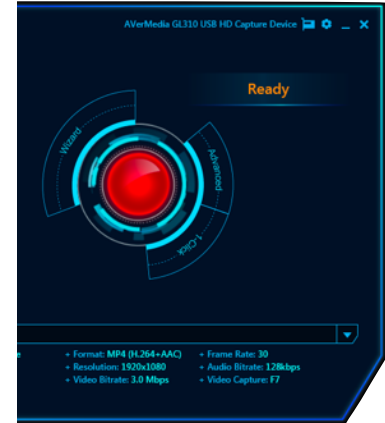 AVerMedia GL310 USB HD Capture Device
Ready
Wizard
Advanced
1-Click
e + Format: MP4 (H.264+AAC) + Frame Rate: 30
+ Resolution: 1920x1080 + Audio Bitrate: 128kbps
+ Video Bitrate: 3.0 Mbps + Video Capture: F7